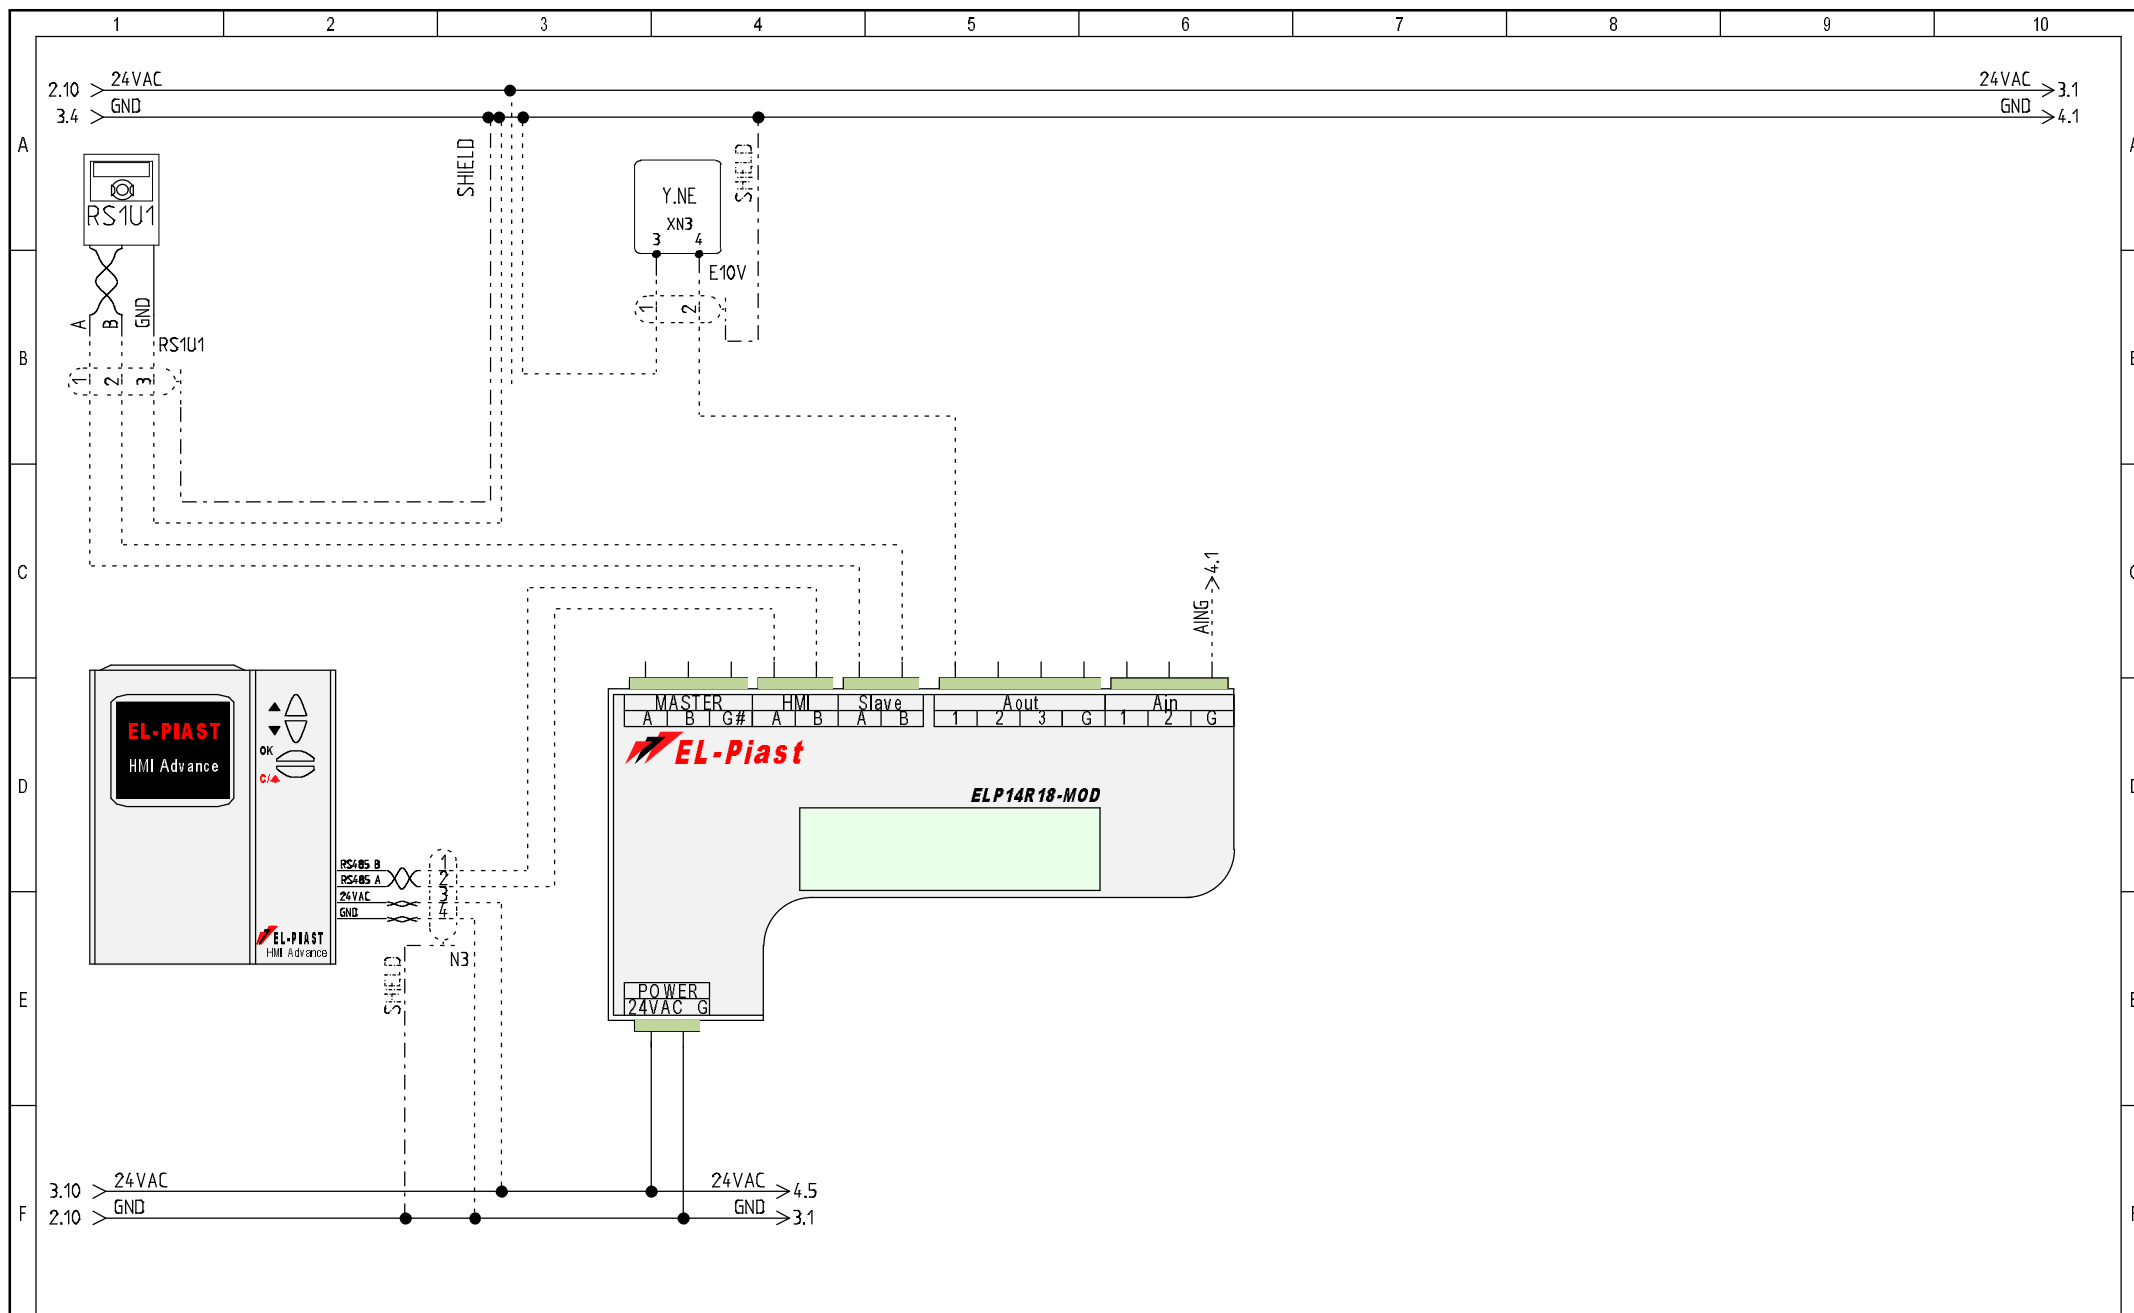 1 2 3 4 5 6 7 8 9 10
2.10 24VAC 24VAC 3.1
3.4 GND GND 4.1
A
SHIELD
SHIELD
RS1U1
Y.NE
XN3
3 4
E10V
1 2
A B GND
RS1U1
1 2 3
B
C
AING 4.1
MASTER HMI Slave Aout Ain
A B G# A B A B 1 2 3 G 1 2 G
EL-Piast
ELP14R18-MOD
EL-PIAST
HMI Advance
OK
C/
D
RS485 B 1
RS485 A 2
24VAC 3
GND 4
EL-PIAST
HMI Advance
N3
SHIELD
E
POWER
24VAC G
3.10 24VAC 24VAC 4.5
2.10 GND GND 3.1
F